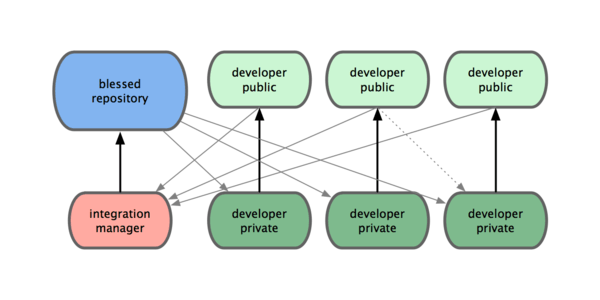 blessed
repository
developer
public
developer
public
developer
public
integration
manager
developer
private
developer
private
developer
private